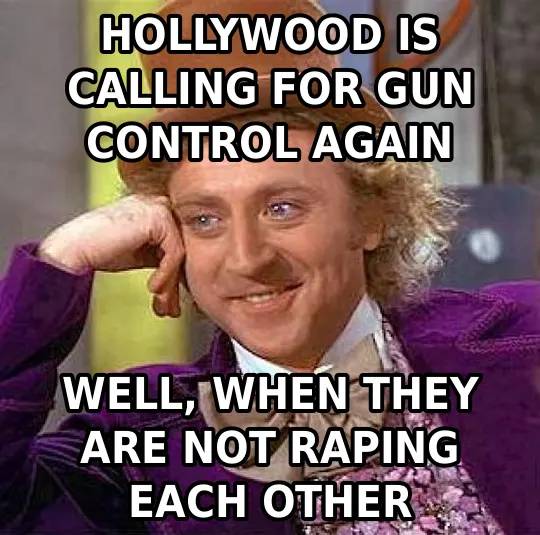 HOLLYWOOD IS
CALLING FOR GUN
CONTROL AGAIN
WELL, WHEN THEY
ARE NOT RAPING
EACH OTHER